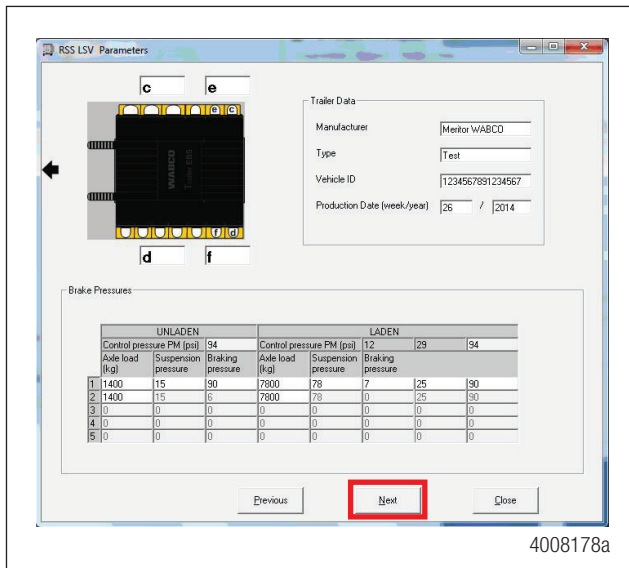 RSS LSV Parameters
c e
e c
WABCO
Trailer EBS
f d
d f
Trailer Data
Manufacturer Meritor WABCO
Type Test
Vehicle ID 1234567891234567
Production Date (week/year) 26 / 2014
Brake Pressures
UNLADEN LADEN
Control pressure PM (psi) 94 Control pressure PM (psi) 12 29 94
Axle load (kg) Suspension pressure Braking pressure Axle load (kg) Suspension pressure Braking pressure
1 1400 15 90 7800 78 7 25 90
2 1400 15 6 7800 78 0 25 90
3 0 0 0 0 0 0 0 0
4 0 0 0 0 0 0 0 0
5 0 0 0 0 0 0 0 0
Previous Next Close
4008178a